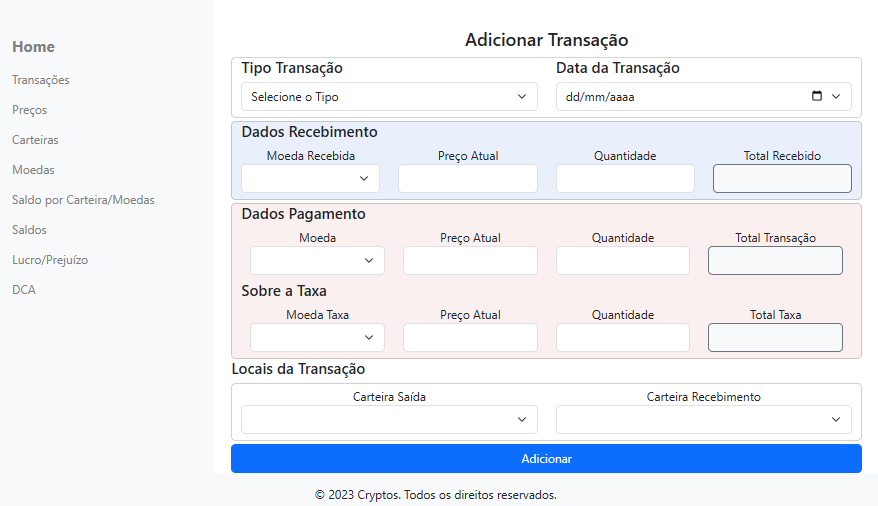 Home
Transações
Preços
Carteiras
Moedas
Saldo por Carteira/Moedas
Saldos
Lucro/Prejuízo
DCA
Adicionar Transação
Tipo Transação Data da Transação
Selecione o Tipo dd/mm/aaaa
Dados Recebimento
Moeda Recebida Preço Atual Quantidade Total Recebido
Dados Pagamento
Moeda Preço Atual Quantidade Total Transação
Sobre a Taxa
Moeda Taxa Preço Atual Quantidade Total Taxa
Locais da Transação
Carteira Saída Carteira Recebimento
Adicionar
© 2023 Cryptos. Todos os direitos reservados.